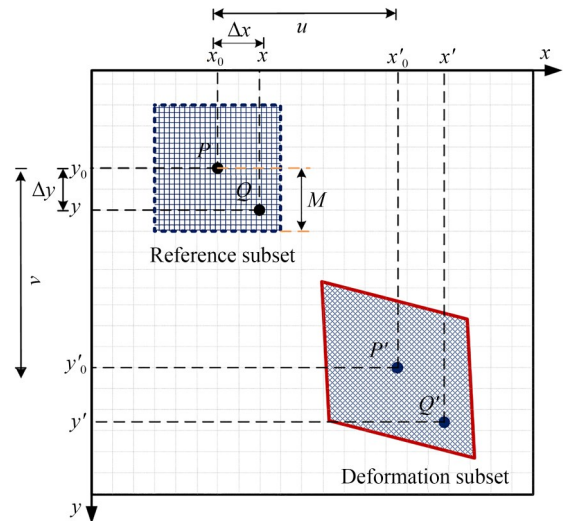 u
Δx
x₀ x x′₀ x′ x
P
y₀
Δy
Q
M
y
Reference subset
v
P′
y′₀
Q′
y′
Deformation subset
y